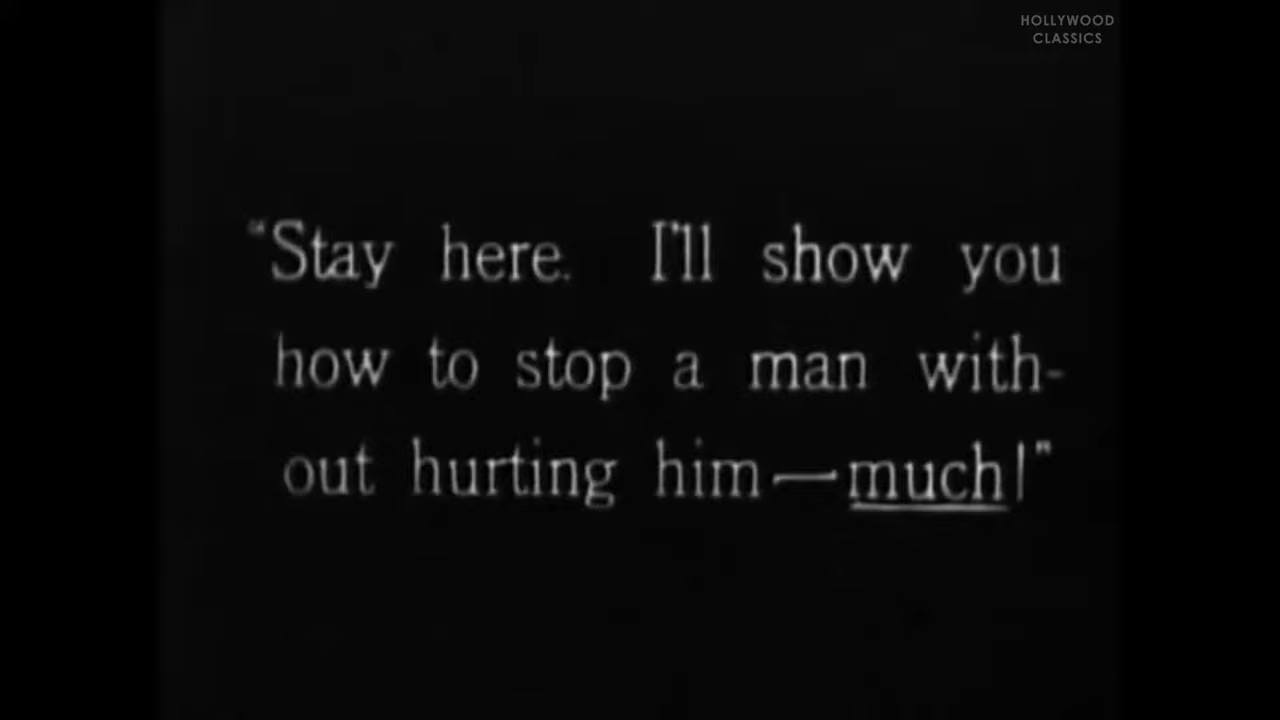 HOLLYWOOD
CLASSICS
"Stay here. I'll show you
how to stop a man with-
out hurting him—much!"